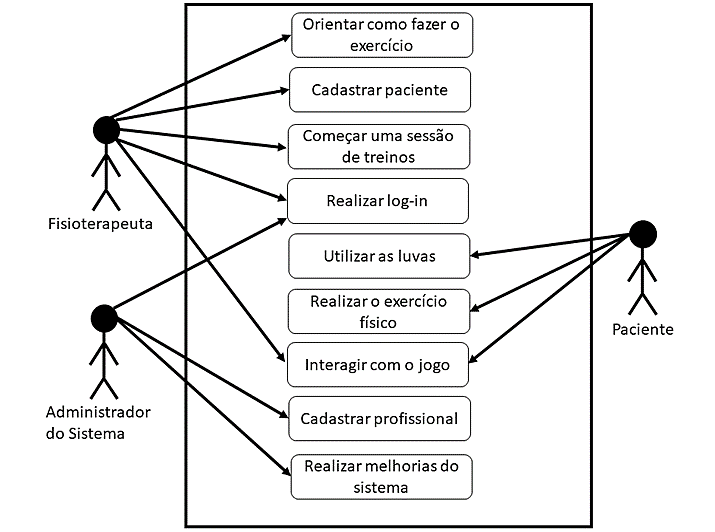 Orientar como fazer o
exercício
Cadastrar paciente
Começar uma sessão
de treinos
Realizar log-in
Fisioterapeuta
Utilizar as luvas
Realizar o exercício
físico
Paciente
Interagir com o jogo
Administrador
do Sistema
Cadastrar profissional
Realizar melhorias do
sistema